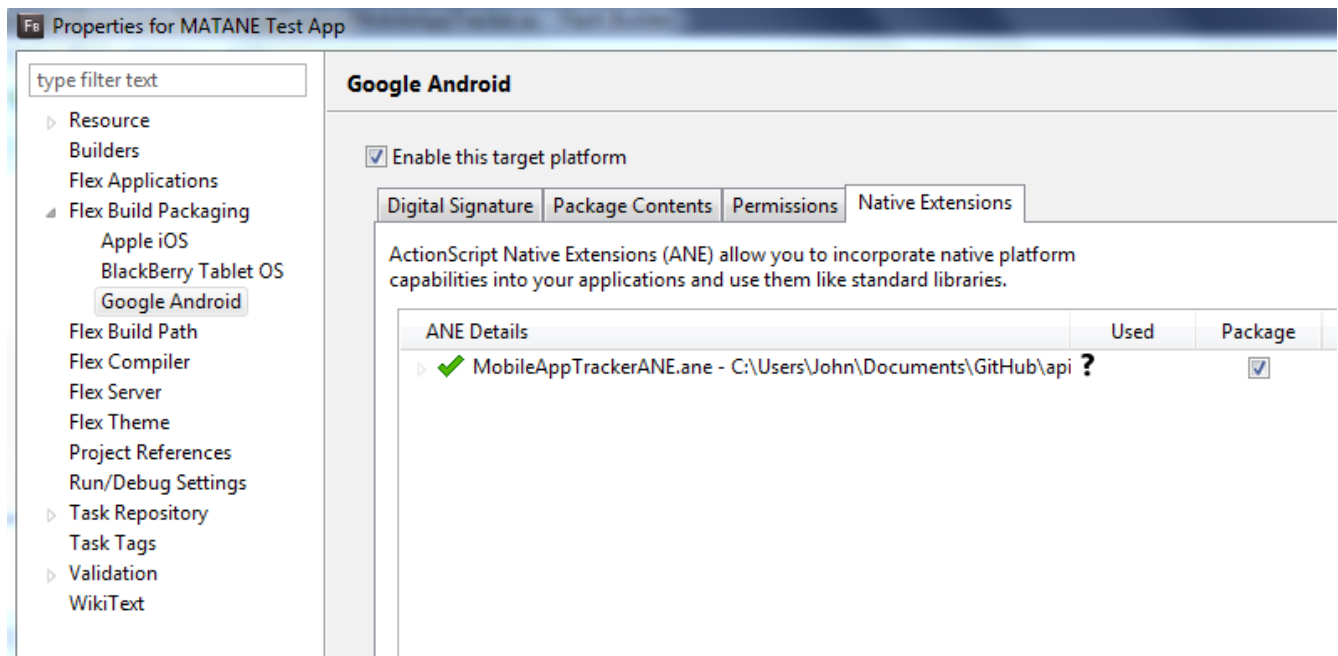 FB Properties for MATANE Test App
type filter text
Resource
Builders
Flex Applications
Flex Build Packaging
Apple iOS
BlackBerry Tablet OS
Google Android
Flex Build Path
Flex Compiler
Flex Server
Flex Theme
Project References
Run/Debug Settings
Task Repository
Task Tags
Validation
WikiText
Google Android
Enable this target platform
Digital Signature Package Contents Permissions Native Extensions
ActionScript Native Extensions (ANE) allow you to incorporate native platform
capabilities into your applications and use them like standard libraries.
ANE Details Used Package
MobileAppTrackerANE.ane - C:\Users\John\Documents\GitHub\api ?